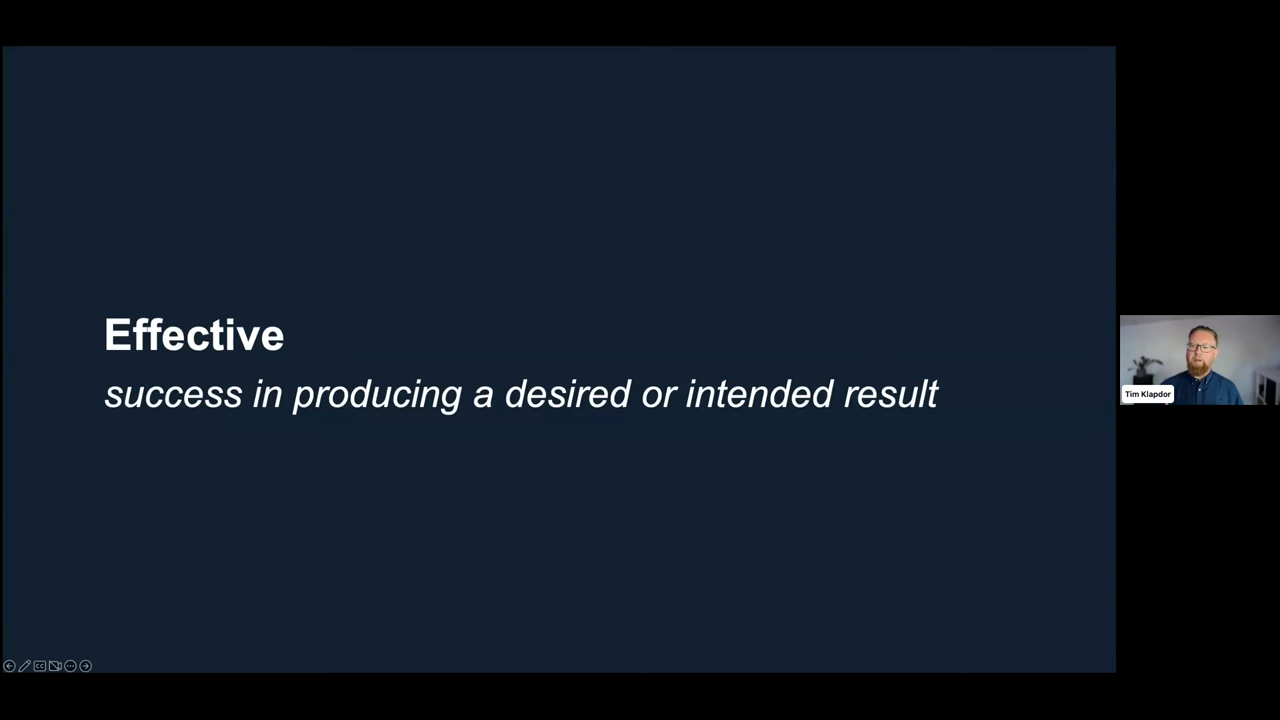 Effective
success in producing a desired or intended result
Tim Klapdor